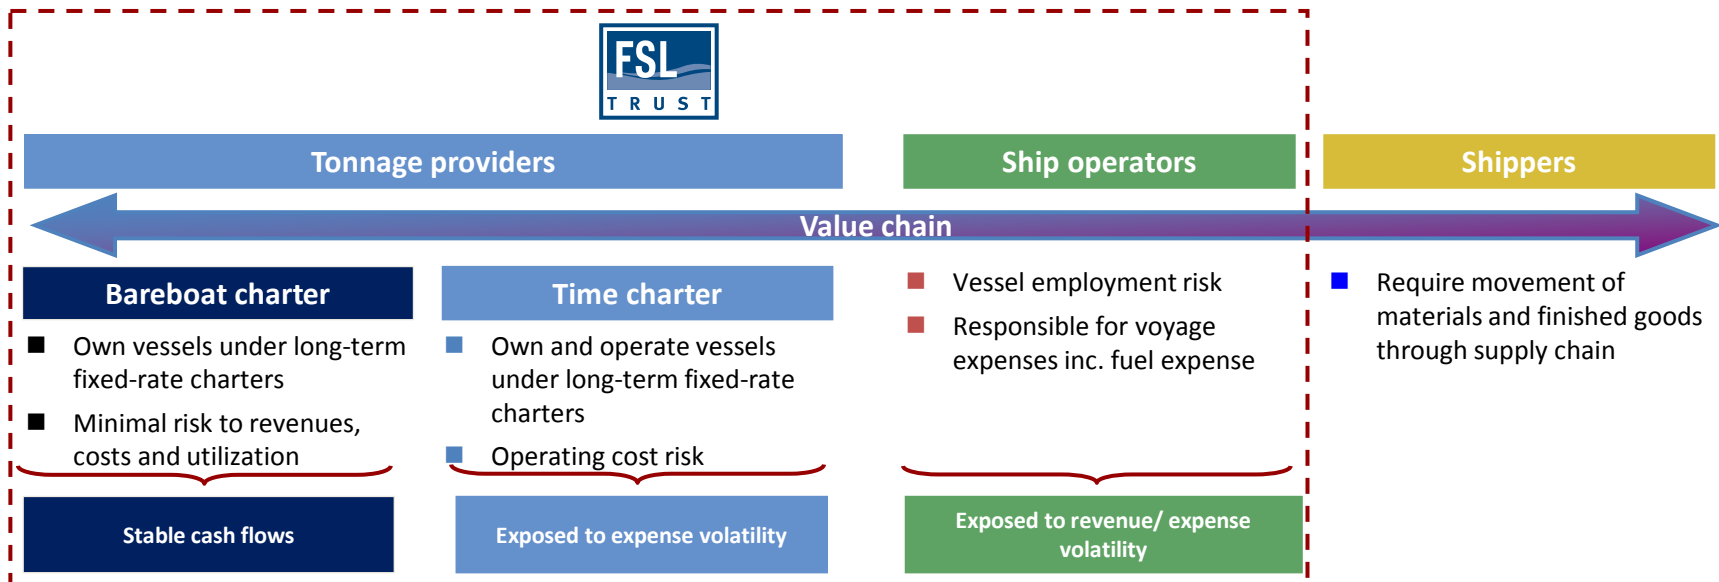 FSL
TRUST
Tonnage providers
Ship operators
Shippers
Value chain
Bareboat charter
Own vessels under long-term
fixed-rate charters
Minimal risk to revenues,
costs and utilization
Stable cash flows
Time charter
Own and operate vessels
under long-term fixed-rate
charters
Operating cost risk
Exposed to expense volatility
Vessel employment risk
Responsible for voyage
expenses inc. fuel expense
Exposed to revenue/ expense
volatility
Require movement of
materials and finished goods
through supply chain